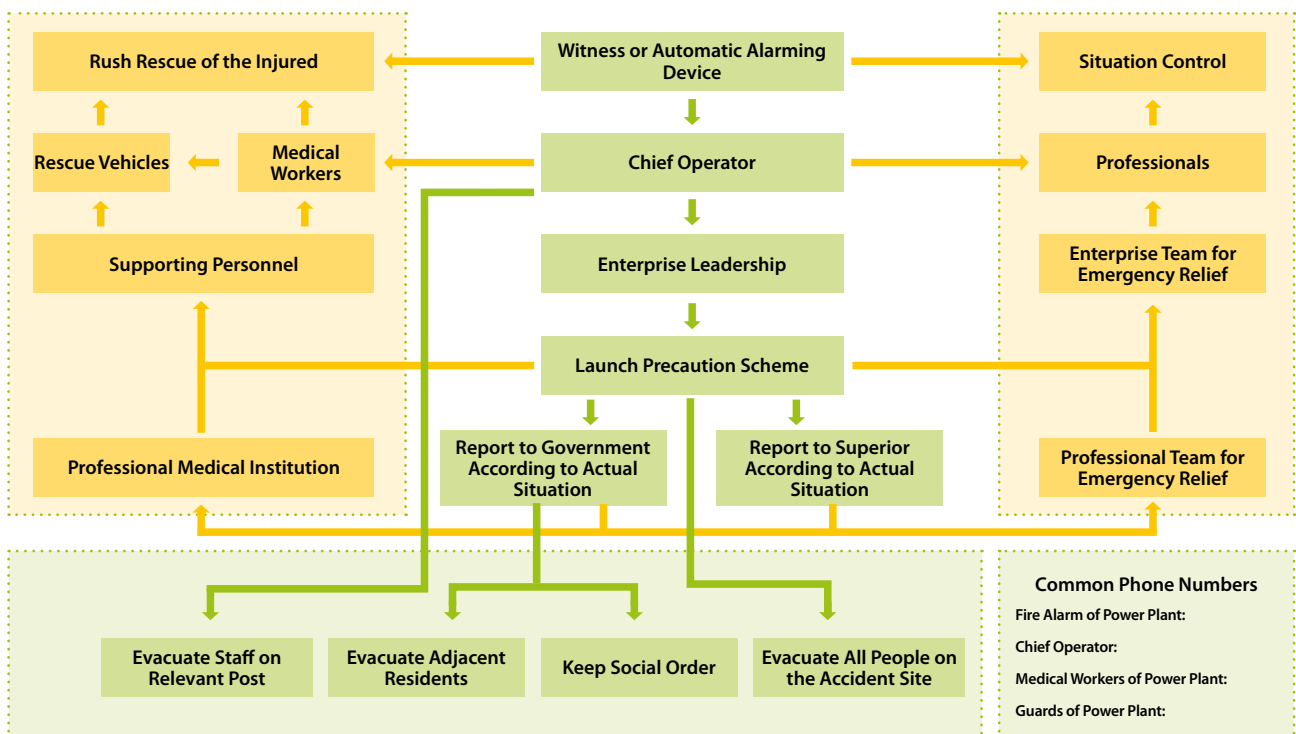 Rush Rescue of the Injured
Witness or Automatic Alarming
Device
Situation Control
Rescue Vehicles
Medical
Workers
Chief Operator
Professionals
Supporting Personnel
Enterprise Leadership
Enterprise Team for
Emergency Relief
Launch Precaution Scheme
Professional Medical Institution
Report to Government
According to Actual
Situation
Report to Superior
According to Actual
Situation
Professional Team for
Emergency Relief
Evacuate Staff on
Relevant Post
Evacuate Adjacent
Residents
Keep Social Order
Evacuate All People on
the Accident Site
Common Phone Numbers
Fire Alarm of Power Plant:
Chief Operator:
Medical Workers of Power Plant:
Guards of Power Plant: